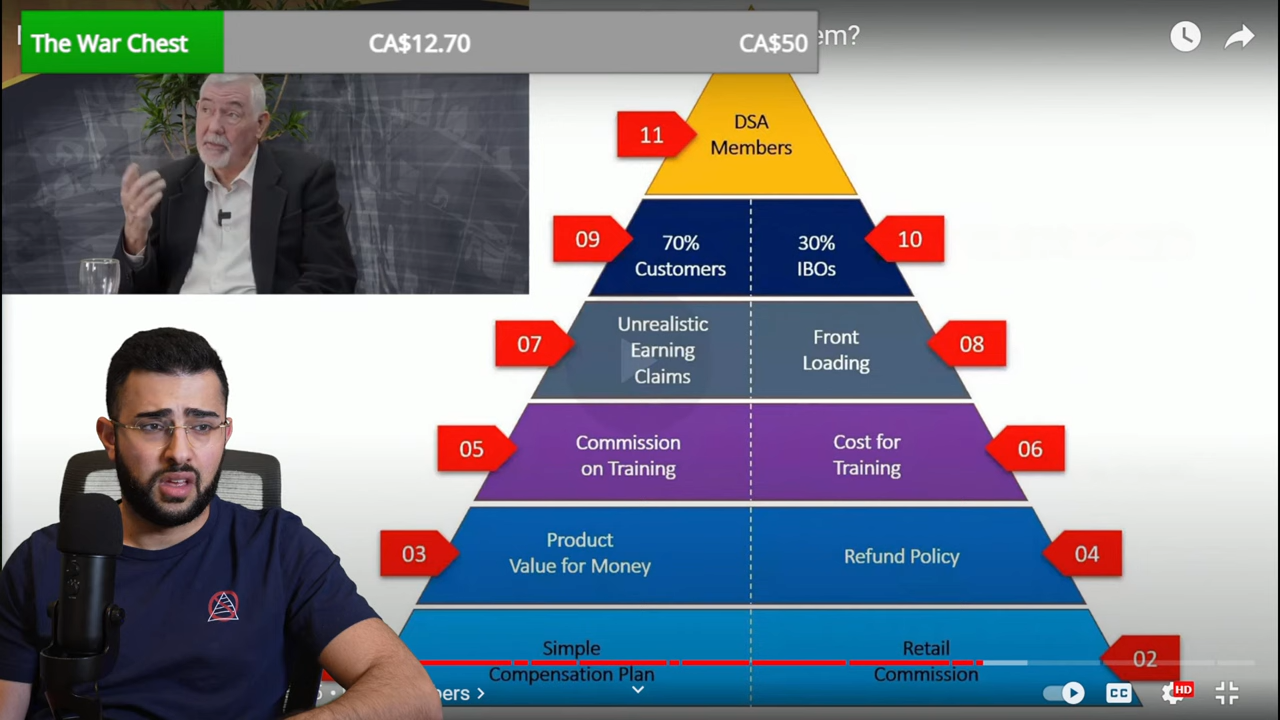 The War Chest
CA$12.70
CA$50
em?
11
DSA
Members
09
70%
Customers
30%
IBOs
10
07
Unrealistic
Earning
Claims
Front
Loading
08
05
Commission
on Training
Cost for
Training
06
03
Product
Value for Money
Refund Policy
04
Simple
Compensation Plan
Retail
Commission
02
bers >
CC
HD